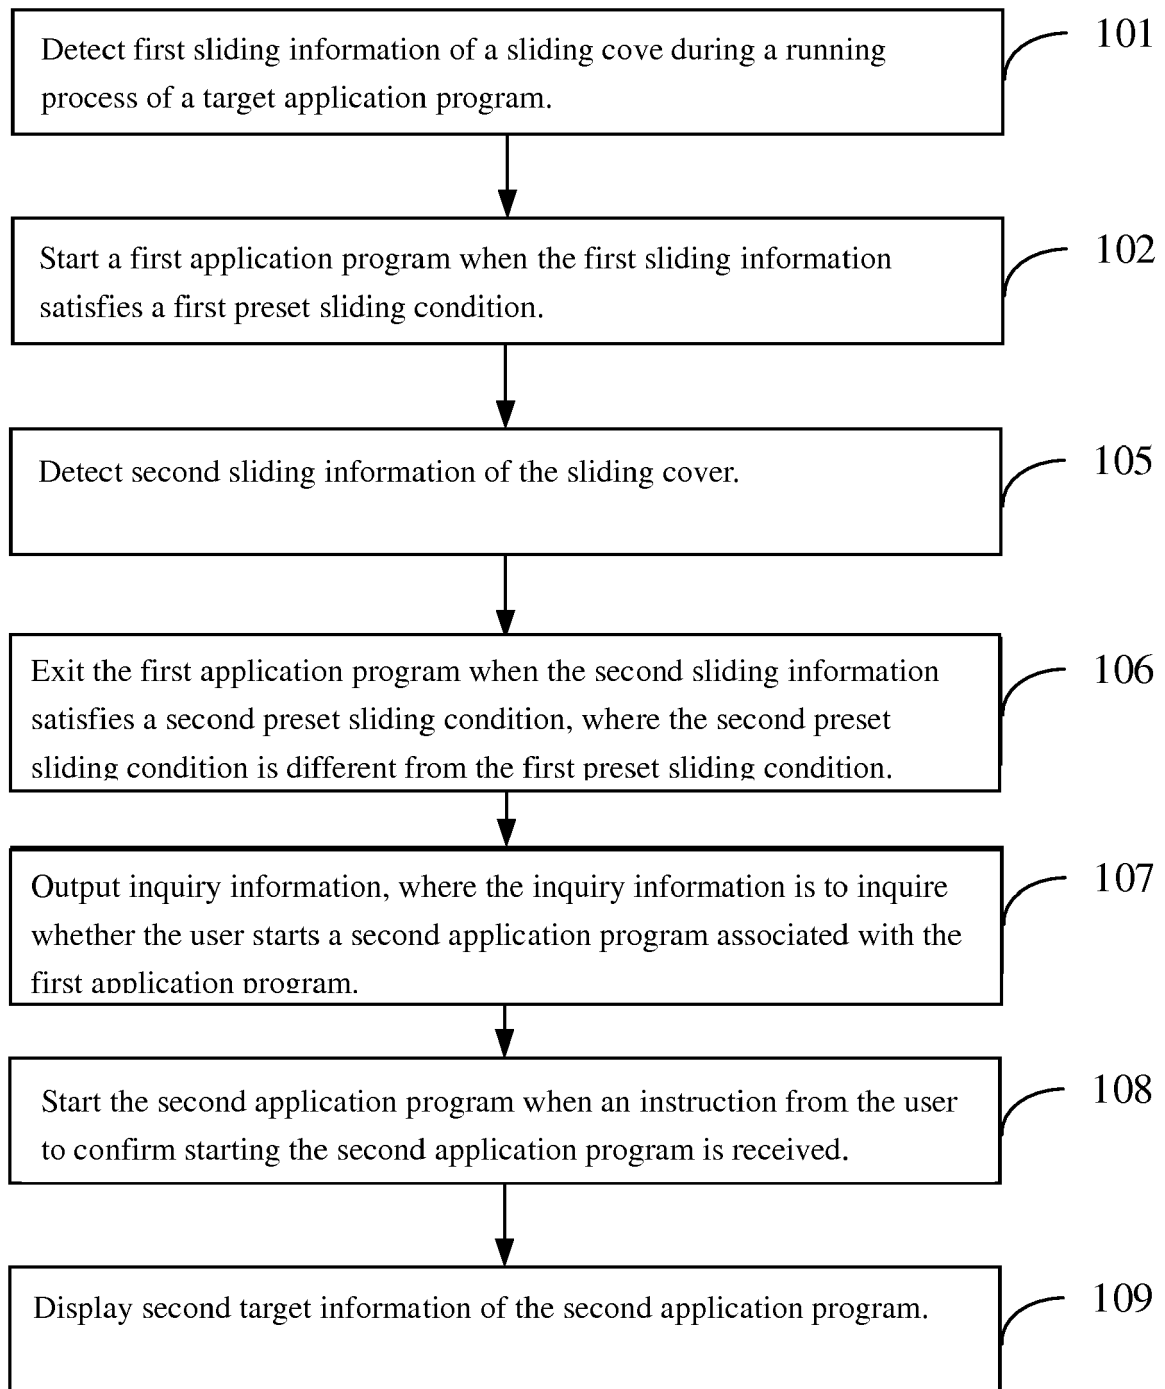 Detect first sliding information of a sliding cove during a running
process of a target application program.
101
Start a first application program when the first sliding information
satisfies a first preset sliding condition.
102
Detect second sliding information of the sliding cover.
105
Exit the first application program when the second sliding information
satisfies a second preset sliding condition, where the second preset
sliding condition is different from the first preset sliding condition.
106
Output inquiry information, where the inquiry information is to inquire
whether the user starts a second application program associated with the
first application program.
107
Start the second application program when an instruction from the user
to confirm starting the second application program is received.
108
Display second target information of the second application program.
109